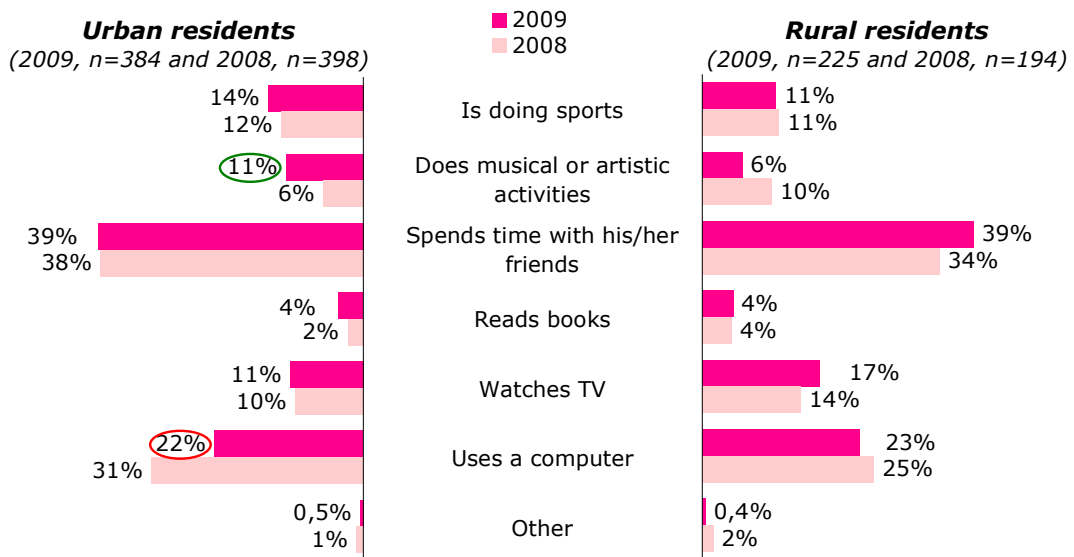 Urban residents
(2009, n=384 and 2008, n=398)
2009
2008
Rural residents
(2009, n=225 and 2008, n=194)
14%
12%
Is doing sports
11%
11%
11%
6%
Does musical or artistic
activities
6%
10%
39%
38%
Spends time with his/her
friends
39%
34%
4%
2%
Reads books
4%
4%
11%
10%
Watches TV
17%
14%
22%
31%
Uses a computer
23%
25%
0,5%
1%
Other
0,4%
2%